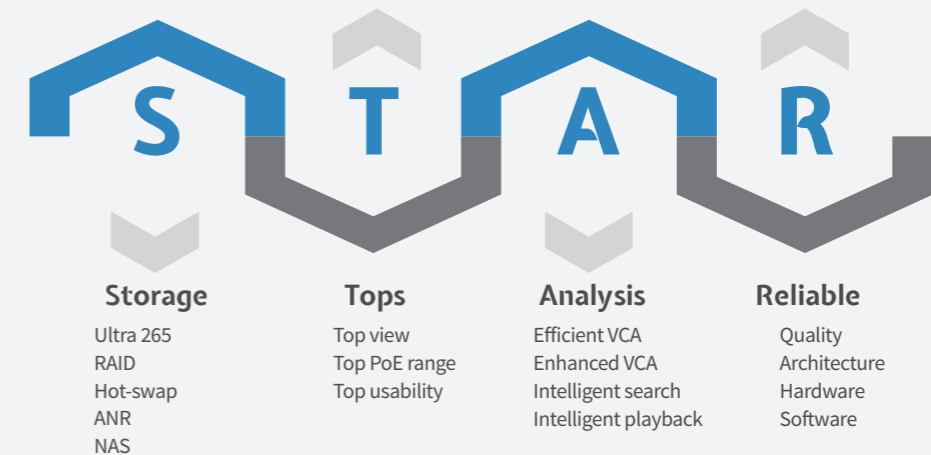 S T A R
Storage
Ultra 265
RAID
Hot-swap
ANR
NAS
Tops
Top view
Top PoE range
Top usability
Analysis
Efficient VCA
Enhanced VCA
Intelligent search
Intelligent playback
Reliable
Quality
Architecture
Hardware
Software